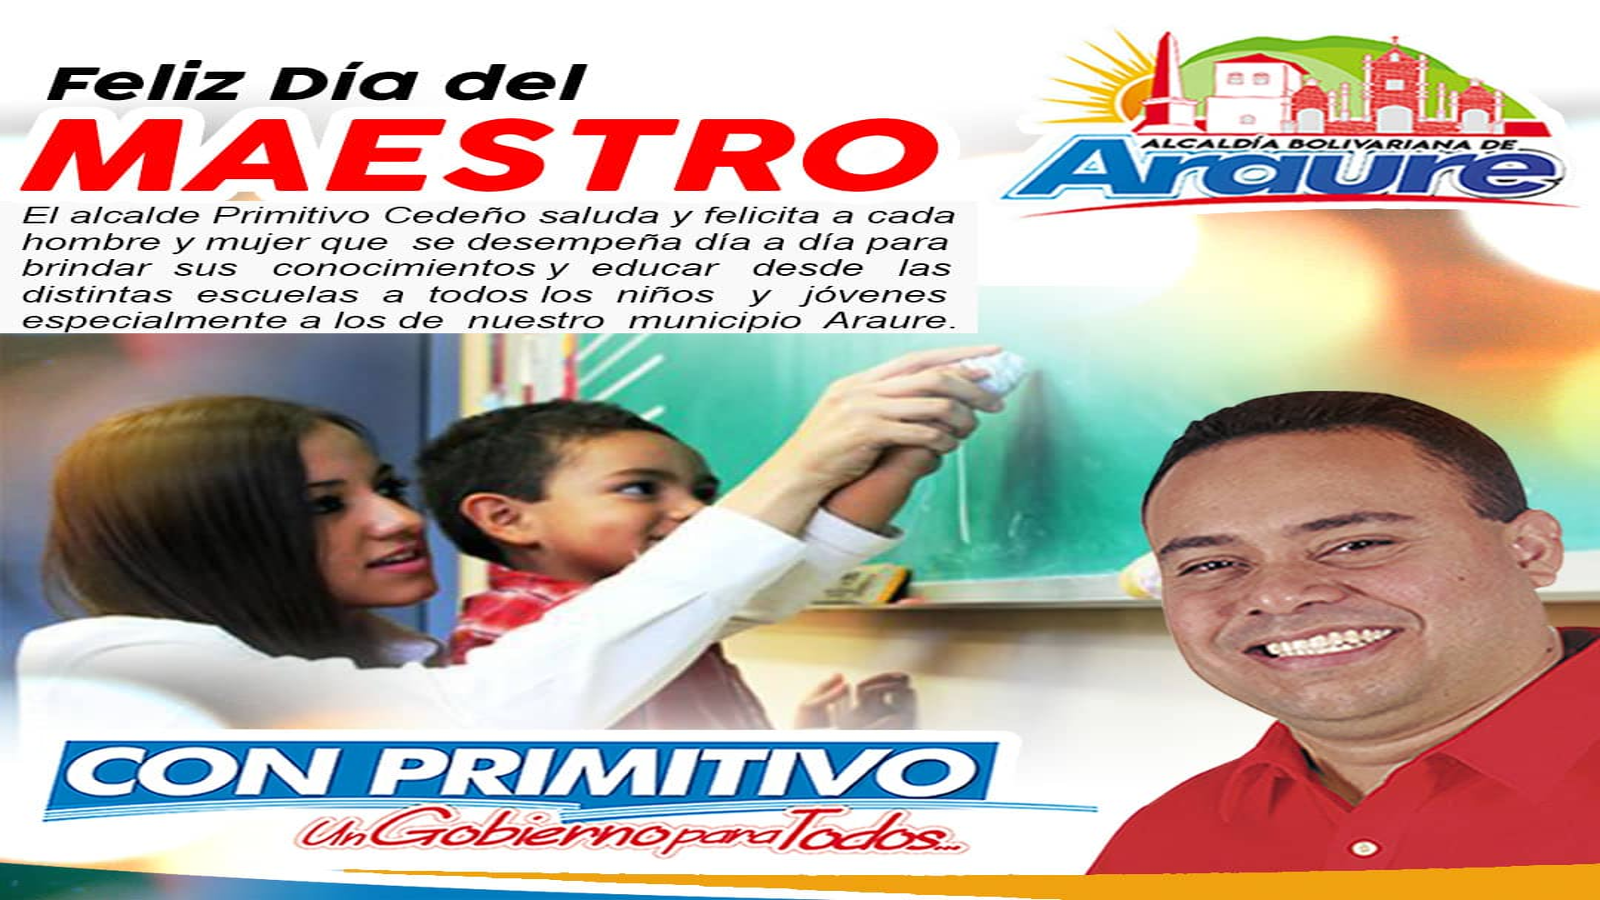 Feliz Día del
MAESTRO
El alcalde Primitivo Cedeño saluda y felicita a cada
hombre y mujer que se desempeña día a día para
brindar sus conocimientos y educar desde las
distintas escuelas a todos los niños y jóvenes
especialmente a los de nuestro municipio Araure.
ALCALDÍA BOLIVARIANA DE
Araure
CON PRIMITIVO
Un Gobierno para Todos...